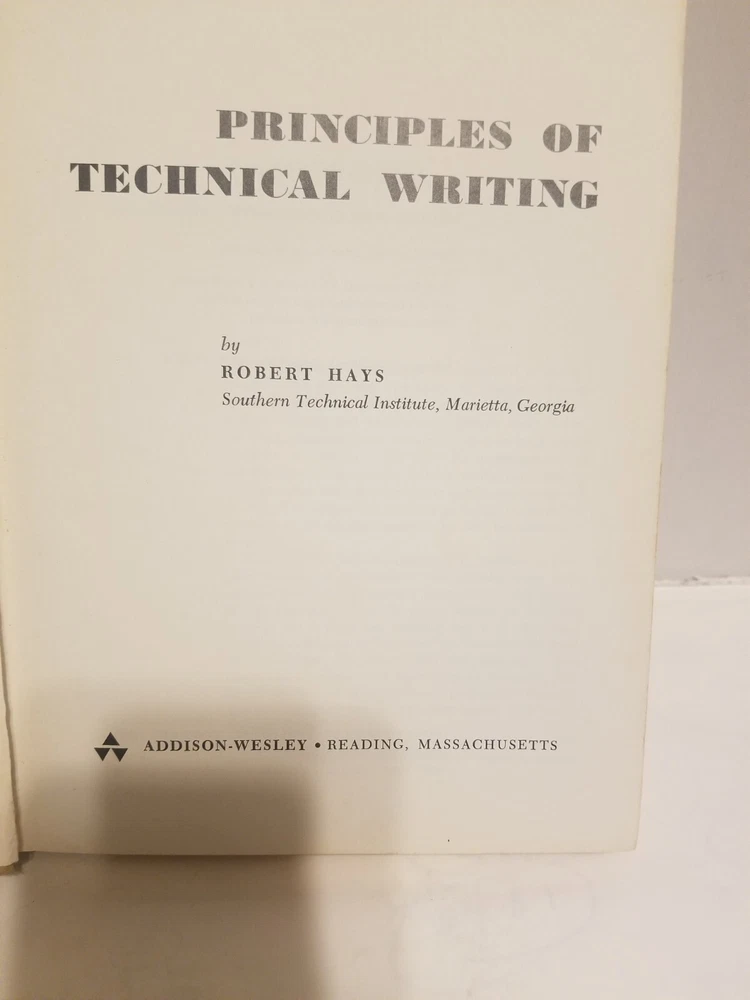 PRINCIPLES OF
TECHNICAL WRITING
by
ROBERT HAYS
Southern Technical Institute, Marietta, Georgia
ADDISON-WESLEY • READING, MASSACHUSETTS